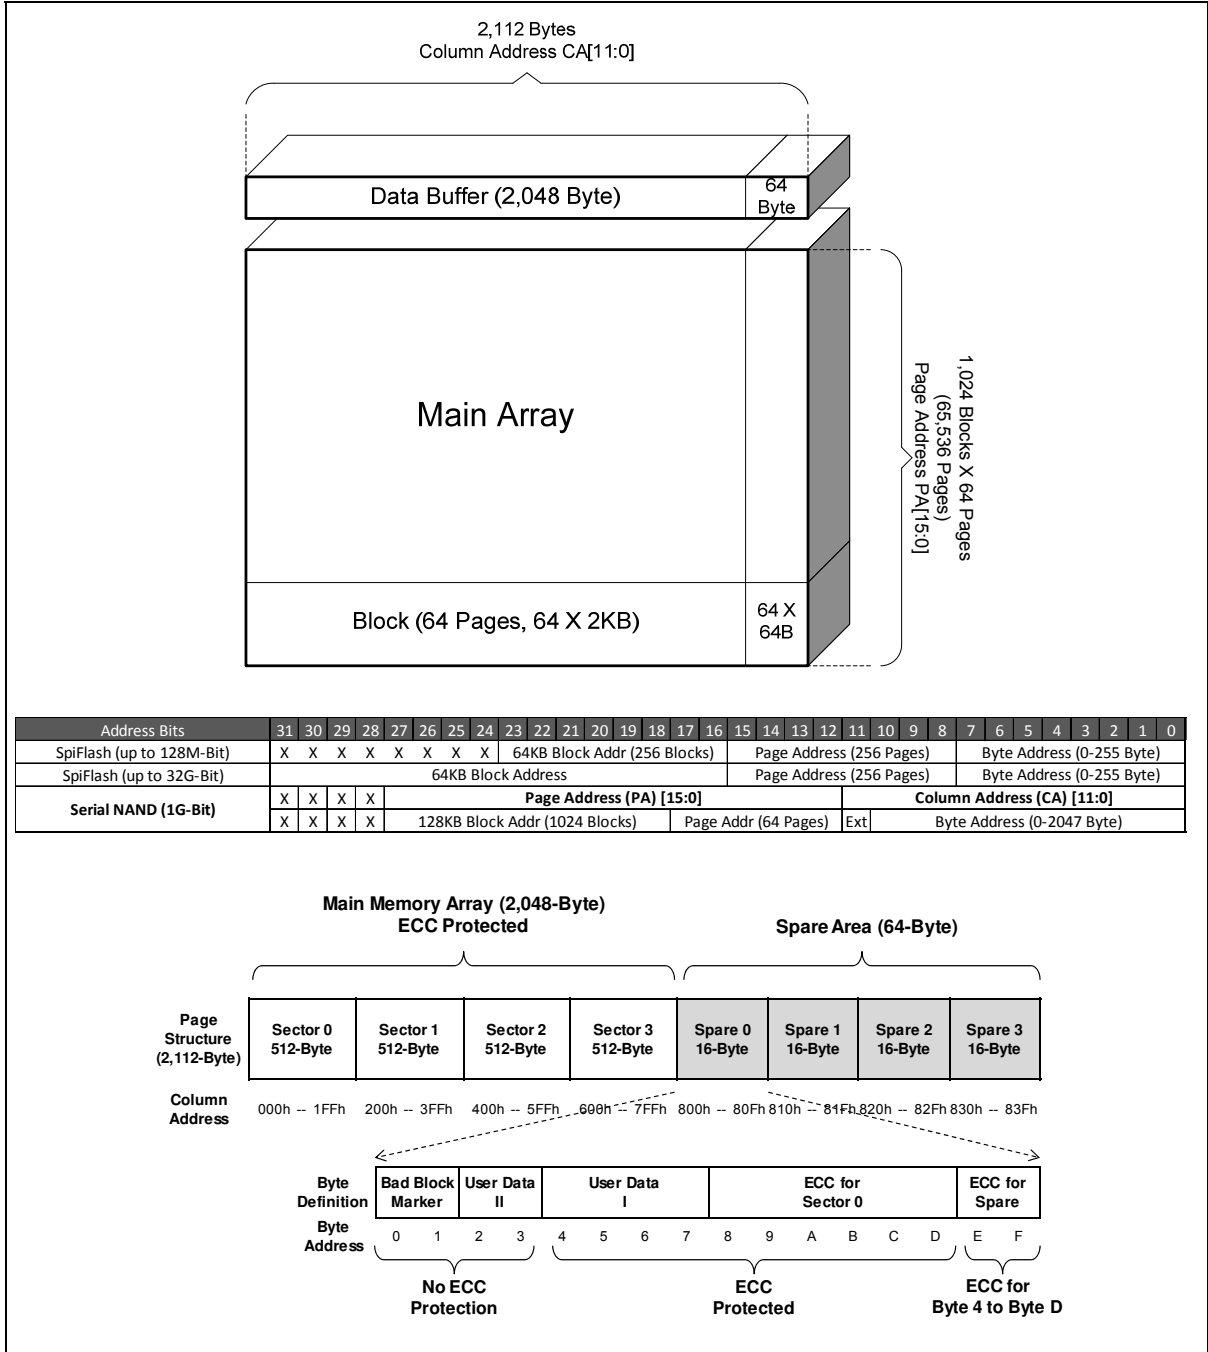 2,112 Bytes
Column Address CA[11:0]
Data Buffer (2,048 Byte)
64
Byte
Main Array
1,024 Blocks X 64 Pages
(65,536 Pages)
Page Address PA[15:0]
Block (64 Pages, 64 X 2KB)
64 X
64B
Address Bits 31 30 29 28 27 26 25 24 23 22 21 20 19 18 17 16 15 14 13 12 11 10 9 8 7 6 5 4 3 2 1 0
SpiFlash (up to 128M-Bit) X X X X X X X X 64KB Block Addr (256 Blocks) Page Address (256 Pages) Byte Address (0-255 Byte)
SpiFlash (up to 32G-Bit) 64KB Block Address Page Address (256 Pages) Byte Address (0-255 Byte)
Serial NAND (1G-Bit)
X X X X Page Address (PA) [15:0] Column Address (CA) [11:0]
X X X X 128KB Block Addr (1024 Blocks) Page Addr (64 Pages) Ext Byte Address (0-2047 Byte)
Main Memory Array (2,048-Byte)
ECC Protected
Spare Area (64-Byte)
Page
Structure
(2,112-Byte)
Sector 0
512-Byte
Sector 1
512-Byte
Sector 2
512-Byte
Sector 3
512-Byte
Spare 0
16-Byte
Spare 1
16-Byte
Spare 2
16-Byte
Spare 3
16-Byte
Column
Address
000h -- 1FFh 200h -- 3FFh 400h -- 5FFh 600h -- 7FFh 800h -- 80Fh 810h -- 81Fh 820h -- 82Fh 830h -- 83Fh
Byte
Definition
Bad Block
Marker
User Data
II
User Data
I
ECC for
Sector 0
ECC for
Spare
Byte
Address
0 1 2 3 4 5 6 7 8 9 A B C D E F
No ECC
Protection
ECC
Protected
ECC for
Byte 4 to Byte D